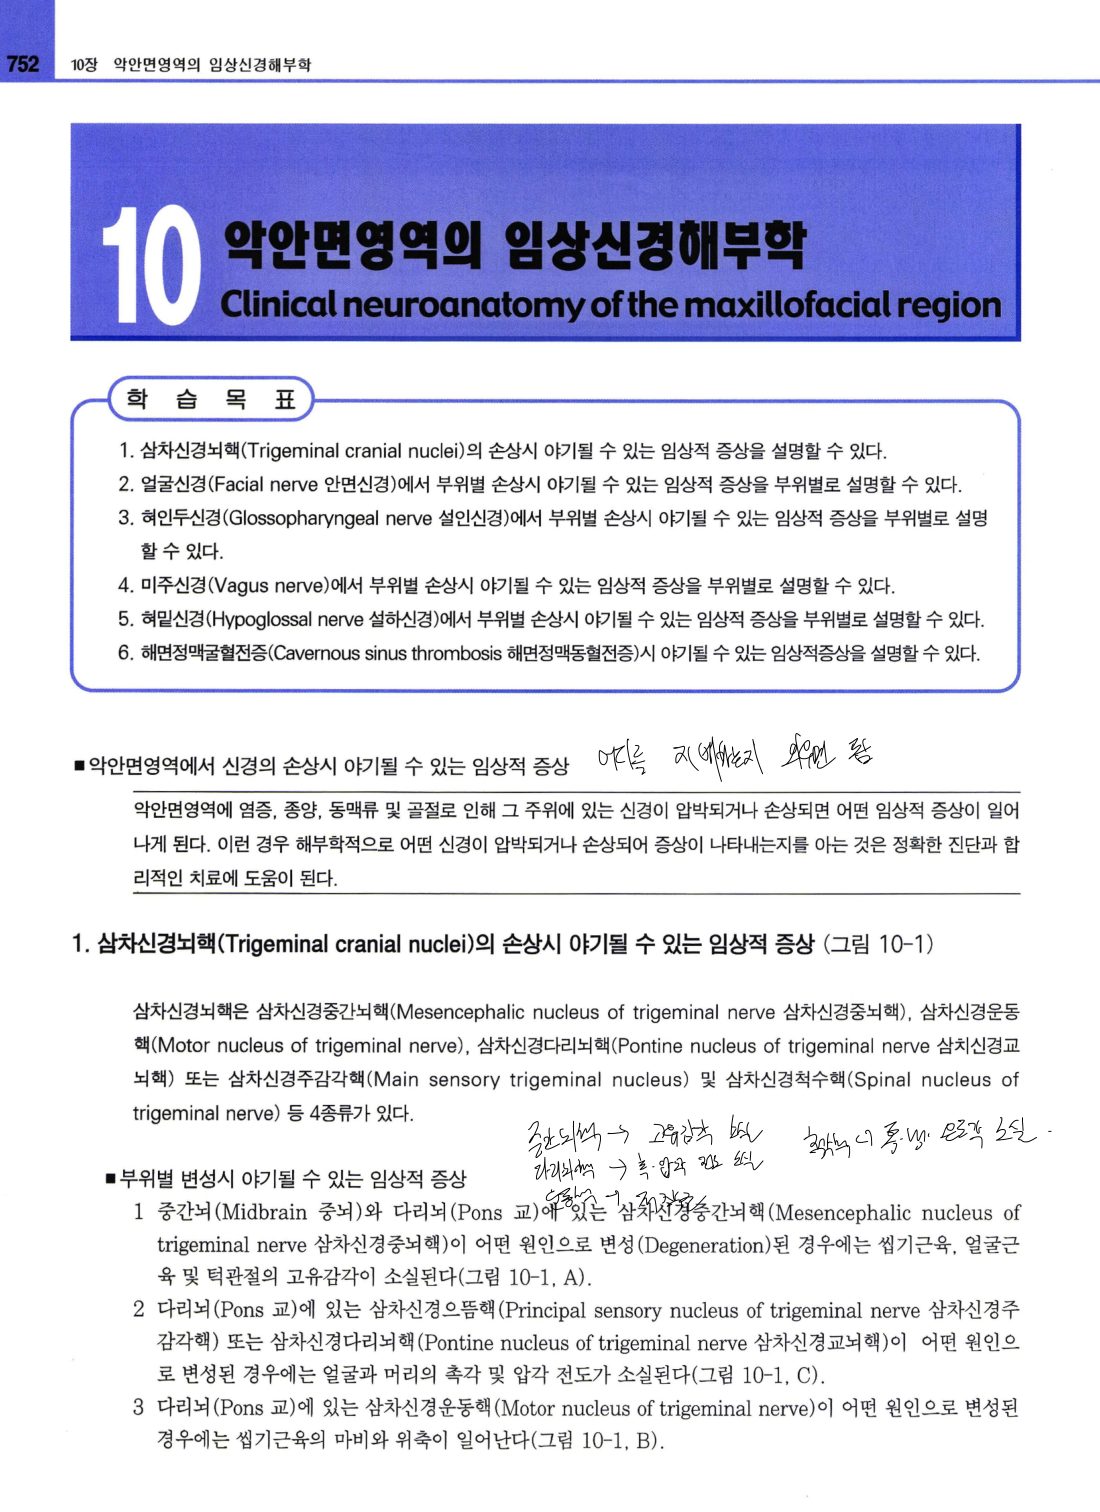 752 10장 악안면영역의 임상신경해부학
10 악안면영역의 임상신경해부학
Clinical neuroanatomy of the maxillofacial region
학 습 목 표
1. 삼차신경뇌핵(Trigeminal cranial nuclei)의 손상시 야기될 수 있는 임상적 증상을 설명할 수 있다.
2. 얼굴신경(Facial nerve 안면신경)에서 부위별 손상시 야기될 수 있는 임상적 증상을 부위별로 설명할 수 있다.
3. 혀인두신경(Glossopharyngeal nerve 설인신경)에서 부위별 손상시 야기될 수 있는 임상적 증상을 부위별로 설명
할 수 있다.
4. 미주신경(Vagus nerve)에서 부위별 손상시 야기될 수 있는 임상적 증상을 부위별로 설명할 수 있다.
5. 혀밑신경(Hypoglossal nerve 설하신경)에서 부위별 손상시 야기될 수 있는 임상적 증상을 부위별로 설명할 수 있다.
6. 해면정맥굴혈전증(Cavernous sinus thrombosis 해면정맥동혈전증)시 야기될 수 있는 임상적증상을 설명할 수 있다.
■ 악안면영역에서 신경의 손상시 야기될 수 있는 임상적 증상 어디를 지배하는지 외우면 됨
악안면영역에 염증, 종양, 동맥류 및 골절로 인해 그 주위에 있는 신경이 압박되거나 손상되면 어떤 임상적 증상이 일어
나게 된다. 이런 경우 해부학적으로 어떤 신경이 압박되거나 손상되어 증상이 나타내는지를 아는 것은 정확한 진단과 합
리적인 치료에 도움이 된다.
1. 삼차신경뇌핵(Trigeminal cranial nuclei)의 손상시 야기될 수 있는 임상적 증상 (그림 10-1)
삼차신경뇌핵은 삼차신경중간뇌핵(Mesencephalic nucleus of trigeminal nerve 삼차신경중뇌핵), 삼차신경운동
핵(Motor nucleus of trigeminal nerve), 삼차신경다리뇌핵(Pontine nucleus of trigeminal nerve 삼치신경교
뇌핵) 또는 삼차신경주감각핵(Main sensory trigeminal nucleus) 및 삼차신경척수핵(Spinal nucleus of
trigeminal nerve) 등 4종류가 있다.
중간뇌핵 → 고유감각 소실
척수핵 → 통·냉· 온도감각 소실.
다리뇌핵 → 촉·압각 전도 소실
운동핵 →
■ 부위별 변성시 야기될 수 있는 임상적 증상
1 중간뇌(Midbrain 중뇌)와 다리뇌(Pons 교)에 있는 삼차신경중간뇌핵(Mesencephalic nucleus of
trigeminal nerve 삼차신경중뇌핵)이 어떤 원인으로 변성(Degeneration)된 경우에는 씹기근육, 얼굴근
육 및 턱관절의 고유감각이 소실된다(그림 10-1, A).
2 다리뇌(Pons 교)에 있는 삼차신경으뜸핵(Principal sensory nucleus of trigeminal nerve 삼차신경주
감각핵) 또는 삼차신경다리뇌핵(Pontine nucleus of trigeminal nerve 삼차신경교뇌핵)이 어떤 원인으
로 변성된 경우에는 얼굴과 머리의 촉각 및 압각 전도가 소실된다(그림 10-1, C).
3 다리뇌(Pons 교)에 있는 삼차신경운동핵(Motor nucleus of trigeminal nerve)이 어떤 원인으로 변성된
경우에는 씹기근육의 마비와 위축이 일어난다(그림 10-1, B).